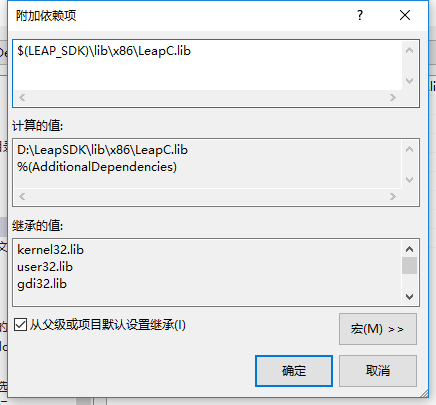 附加依赖项
$(LEAP_SDK)\lib\x86\LeapC.lib
计算的值:
D:\LeapSDK\lib\x86\LeapC.lib
%(AdditionalDependencies)
继承的值:
kernel32.lib
user32.lib
gdi32.lib
从父级或项目默认设置继承(I)
宏(M) >>
确定
取消